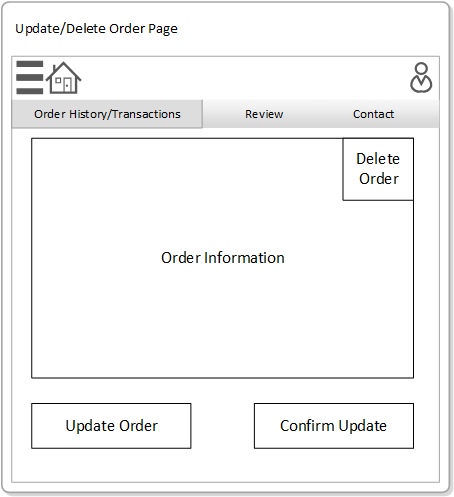 Update/Delete Order Page
Order History/Transactions
Review
Contact
Delete
Order
Order Information
Update Order
Confirm Update